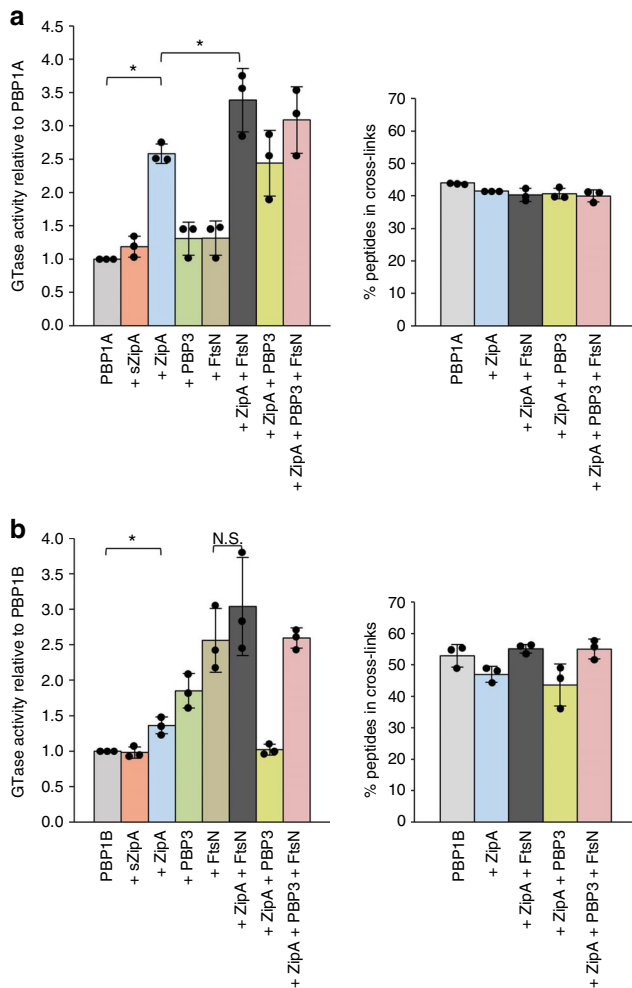 a
GTase activity relative to PBP1A
4.5
4.0
3.5
3.0
2.5
2.0
1.5
1.0
0.5
0.0
*
*
PBP1A
+ sZipA
+ ZipA
+ PBP3
+ FtsN
+ ZipA + FtsN
+ ZipA + PBP3
+ ZipA + PBP3 + FtsN
% peptides in cross-links
70
60
50
40
30
20
10
0
PBP1A
+ ZipA
+ ZipA + FtsN
+ ZipA + PBP3
+ ZipA + PBP3 + FtsN
b
GTase activity relative to PBP1B
4.0
3.5
3.0
2.5
2.0
1.5
1.0
0.5
0.0
*
N.S.
PBP1B
+ sZipA
+ ZipA
+ PBP3
+ FtsN
+ ZipA + FtsN
+ ZipA + PBP3
+ ZipA + PBP3 + FtsN
% peptides in cross-links
70
60
50
40
30
20
10
0
PBP1B
+ ZipA
+ ZipA + FtsN
+ ZipA + PBP3
+ ZipA + PBP3 + FtsN